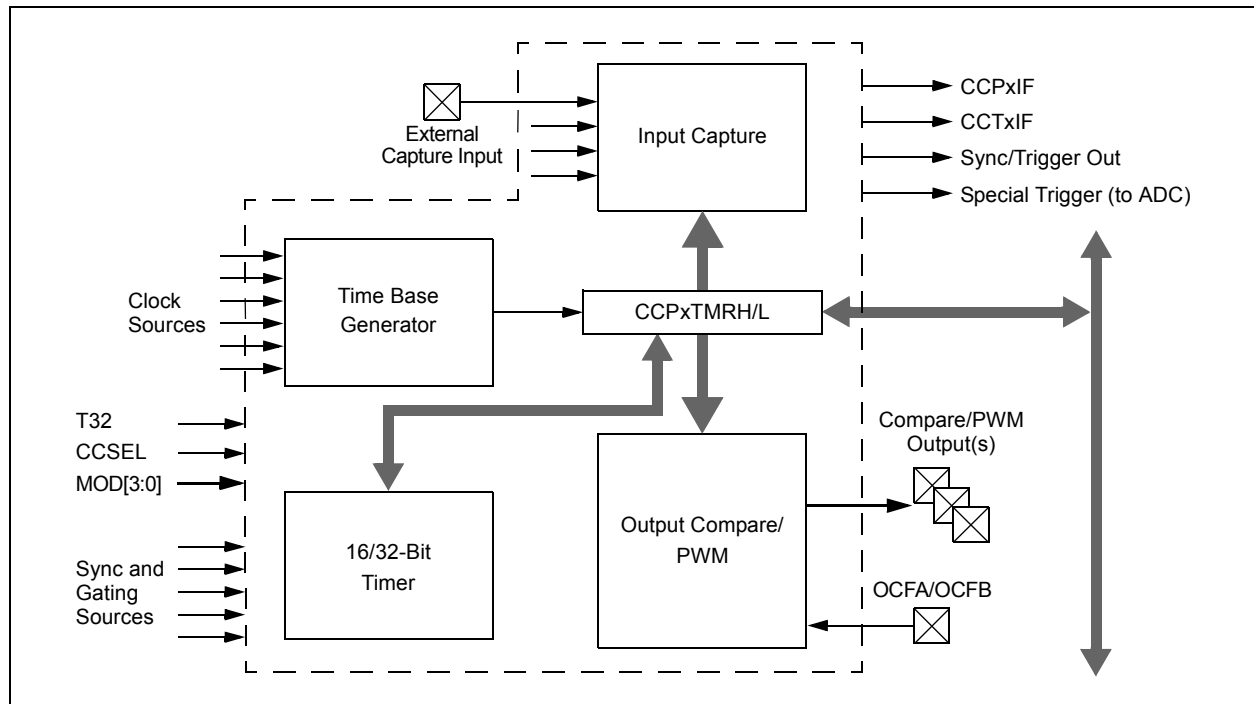 CCPxIF
CCTxIF
Sync/Trigger Out
Special Trigger (to ADC)
External
Capture Input
Input Capture
Clock
Sources
Time Base
Generator
CCPxTMRH/L
T32
CCSEL
MOD[3:0]
Sync and
Gating
Sources
16/32-Bit
Timer
Output Compare/
PWM
Compare/PWM
Output(s)
OCFA/OCFB